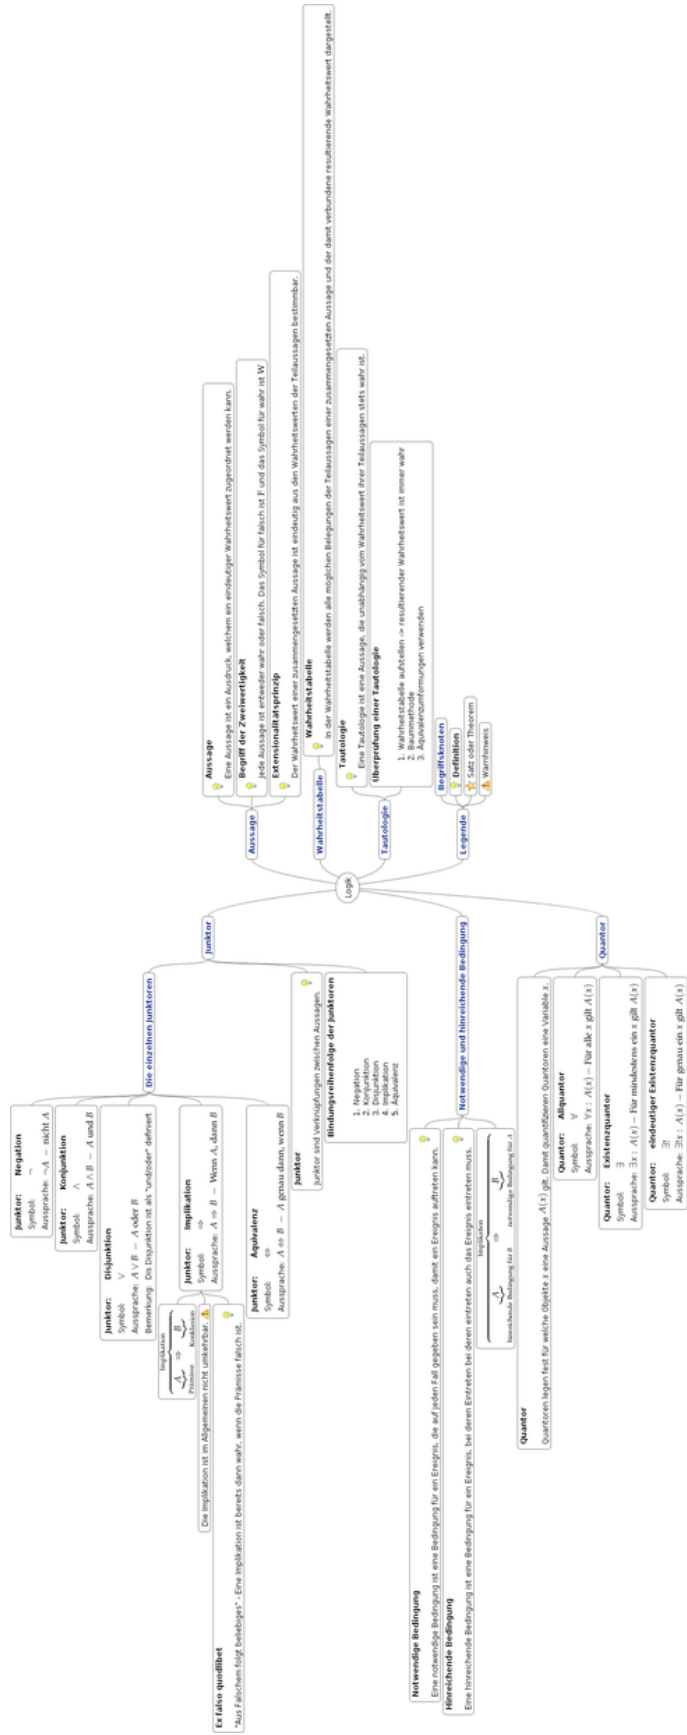 Logik
Junktor
Die einzelnen Junktoren
Junktor: Negation
Symbol: ¬
Aussprache: ¬A − nicht A
Junktor: Konjunktion
Symbol: ∧
Aussprache: A ∧ B − A und B
Junktor: Disjunktion
Symbol: ∨
Aussprache: A ∨ B − A oder B
Bemerkung: Dis Disjunktion ist als "und/oder" definiert
Junktor: Implikation
Symbol: ⇒
Aussprache: A ⇒ B − Wenn A, dann B
Implikation
A ⇒ B
Prämisse Konklusion
Die Implikation ist im Allgemeinen nicht umkehrbar.
Ex falso quodlibet
"Aus Falschem folgt beliebiges" - Eine Implikation ist bereits dann wahr, wenn die Prämisse falsch ist.
Junktor: Äquivalenz
Symbol: ⇔
Aussprache: A ⇔ B − A genau dann, wenn B
Junktor
Junktor sind Verknüpfungen zwischen Aussagen.
Bindungsreihenfolge der Junktoren
1. Negation
2. Konjunktion
3. Disjunktion
4. Implikation
5. Äquivalenz
Notwendige und hinreichende Bedingung
Notwendige Bedingung
Eine notwendige Bedingung ist eine Bedingung für ein Ereignis, die auf jeden Fall gegeben sein muss, damit ein Ereignis auftreten kann.
Hinreichende Bedingung
Eine hinreichende Bedingung ist eine Bedingung für ein Ereignis, bei deren Eintreten bei deren eintreten auch das Ereignis eintreten muss.
Implikation
A ⇒ B
hinreichende Bedingung für B notwendige Bedingung für A
Quantor
Quantor
Quantoren legen fest für welche Objekte x eine Aussage A(x) gilt. Damit quantifizieren Quantoren eine Variable x.
Quantor: Allquantor
Symbol: ∀
Aussprache: ∀x : A(x) − Für alle x gilt A(x)
Quantor: Existenzquantor
Symbol: ∃
Aussprache: ∃x : A(x) − Für mindestens ein x gilt A(x)
Quantor: eindeutiger Existenzquantor
Symbol: ∃!
Aussprache: ∃!x : A(x) − Für genau ein x gilt A(x)
Aussage
Aussage
Eine Aussage ist ein Ausdruck, welchem ein eindeutiger Wahrheitswert zugeordnet werden kann.
Begriff der Zweiwertigkeit
Jede Aussage ist entweder wahr oder falsch. Das Symbol für falsch ist F und das Symbol für wahr ist W
Extensionalitätsprinzip
Der Wahrheitswert einer zusammengesetzten Aussage ist eindeutig aus den Wahrheitswerten der Teilaussagen bestimmbar.
Wahrheitstabelle
Wahrheitstabelle
In der Wahrheitstabelle werden alle möglichen Belegungen der Teilaussagen einer zusammengesetzten Aussage und der damit verbundene resultierende Wahrheitswert dargestellt.
Tautologie
Tautologie
Eine Tautologie ist eine Aussage, die unabhängig vom Wahrheitswert ihrer Teilaussagen stets wahr ist.
Überprüfung einer Tautologie
1. Wahrheitstabelle aufstellen -> resultierender Wahrheitswert ist immer wahr
2. Baummethode
3. Äquivalenzumformungen verwenden
Legende
Begriffsknoten
Definition
Satz oder Theorem
Warnhinweis